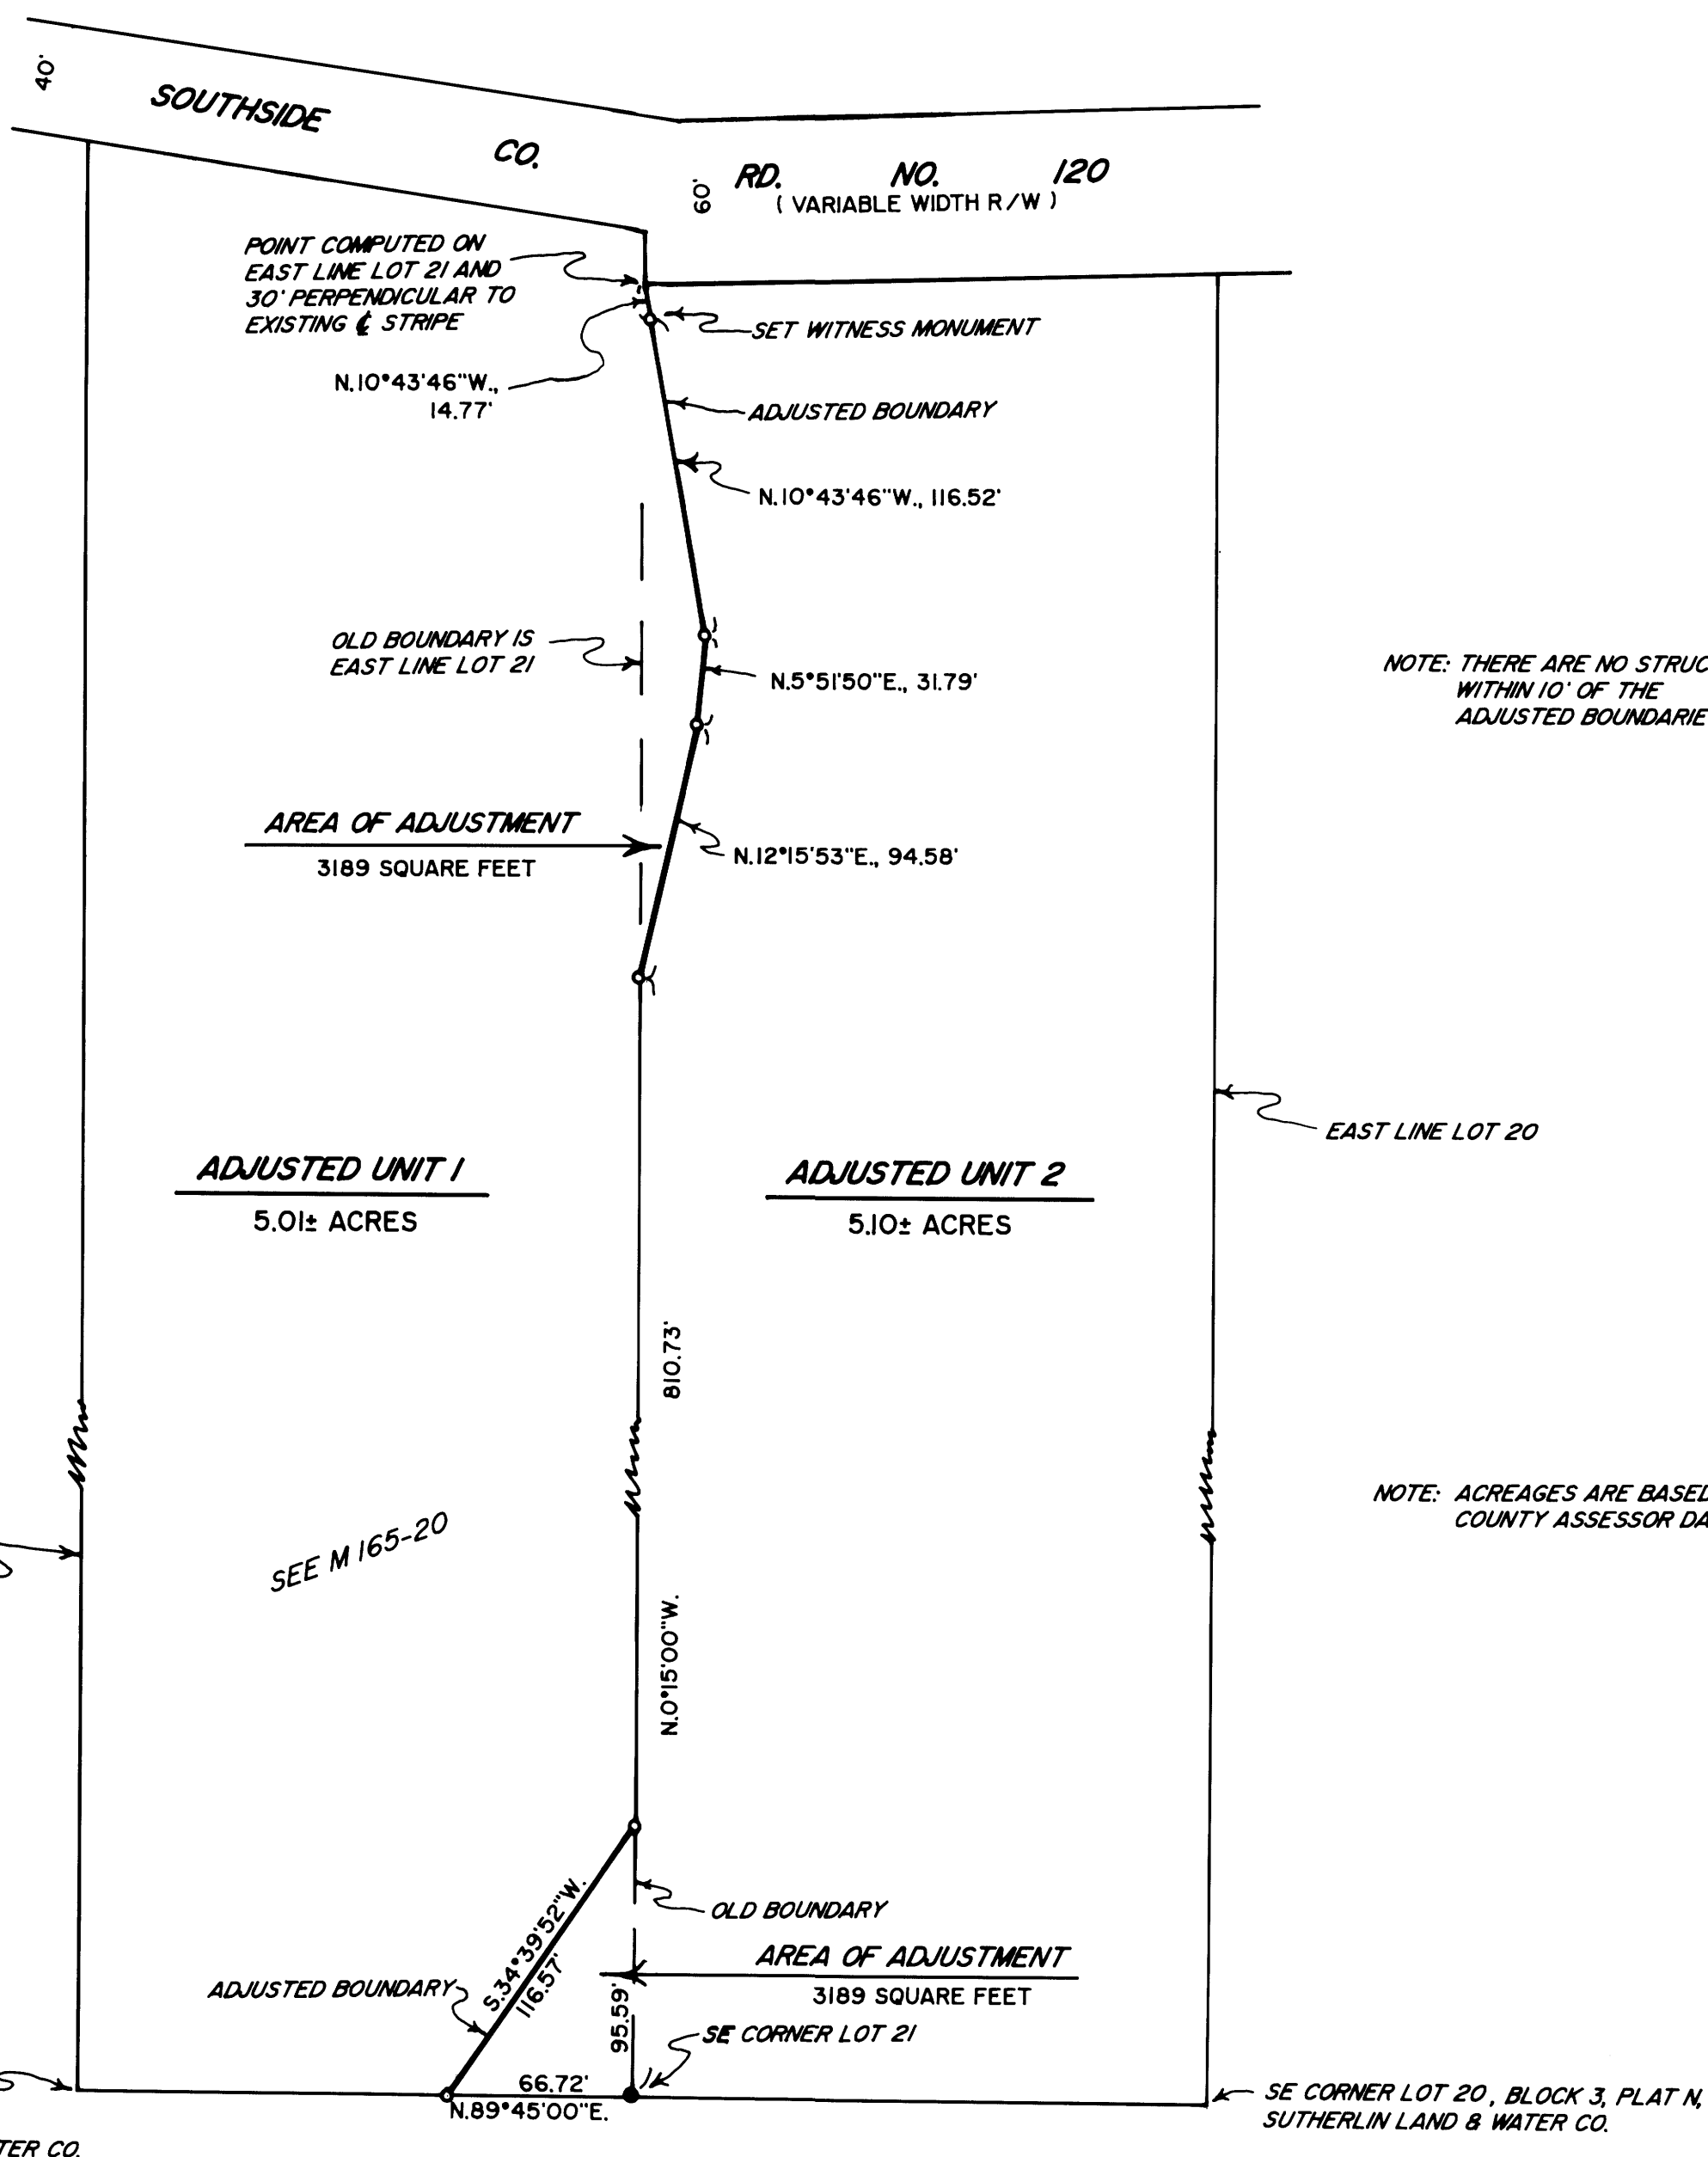 40'
SOUTHSIDE CO. RD. NO. 120
60'
( VARIABLE WIDTH R/W )
POINT COMPUTED ON
EAST LINE LOT 21 AND
30' PERPENDICULAR TO
EXISTING ℄ STRIPE
SET WITNESS MONUMENT
N.10°43'46"W.,
14.77'
ADJUSTED BOUNDARY
N.10°43'46"W., 116.52'
OLD BOUNDARY IS
EAST LINE LOT 21
N.5°51'50"E., 31.79'
NOTE: THERE ARE NO STRUC
WITHIN 10' OF THE
ADJUSTED BOUNDARIE
AREA OF ADJUSTMENT
3189 SQUARE FEET
N.12°15'53"E., 94.58'
EAST LINE LOT 20
ADJUSTED UNIT 1
5.01± ACRES
ADJUSTED UNIT 2
5.10± ACRES
810.73'
N.0°15'00"W.
SEE M 165-20
NOTE: ACREAGES ARE BASED
COUNTY ASSESSOR DA
OLD BOUNDARY
S.34°39'52"W.
116.57'
ADJUSTED BOUNDARY
AREA OF ADJUSTMENT
3189 SQUARE FEET
95.59'
SE CORNER LOT 21
66.72'
N.89°45'00"E.
SE CORNER LOT 20, BLOCK 3, PLAT N,
SUTHERLIN LAND & WATER CO.
TER CO.